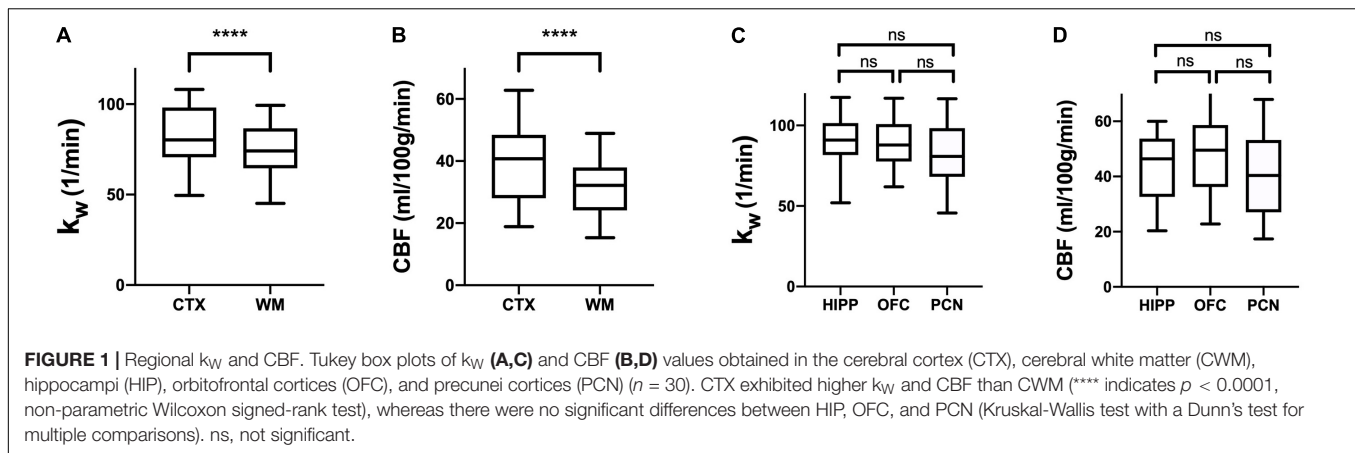 A
****
k_W (1/min)
100
50
0
CTX WM
B
****
CBF (ml/100g/min)
60
40
20
0
CTX WM
C
ns
ns ns
k_W (1/min)
100
50
0
HIPP OFC PCN
D
ns
ns ns
CBF (ml/100g/min)
60
40
20
0
HIPP OFC PCN
FIGURE 1 | Regional k_W and CBF. Tukey box plots of k_W (A,C) and CBF (B,D) values obtained in the cerebral cortex (CTX), cerebral white matter (CWM),
hippocampi (HIP), orbitofrontal cortices (OFC), and precunei cortices (PCN) (n = 30). CTX exhibited higher k_W and CBF than CWM (**** indicates p < 0.0001,
non-parametric Wilcoxon signed-rank test), whereas there were no significant differences between HIP, OFC, and PCN (Kruskal-Wallis test with a Dunn's test for
multiple comparisons). ns, not significant.